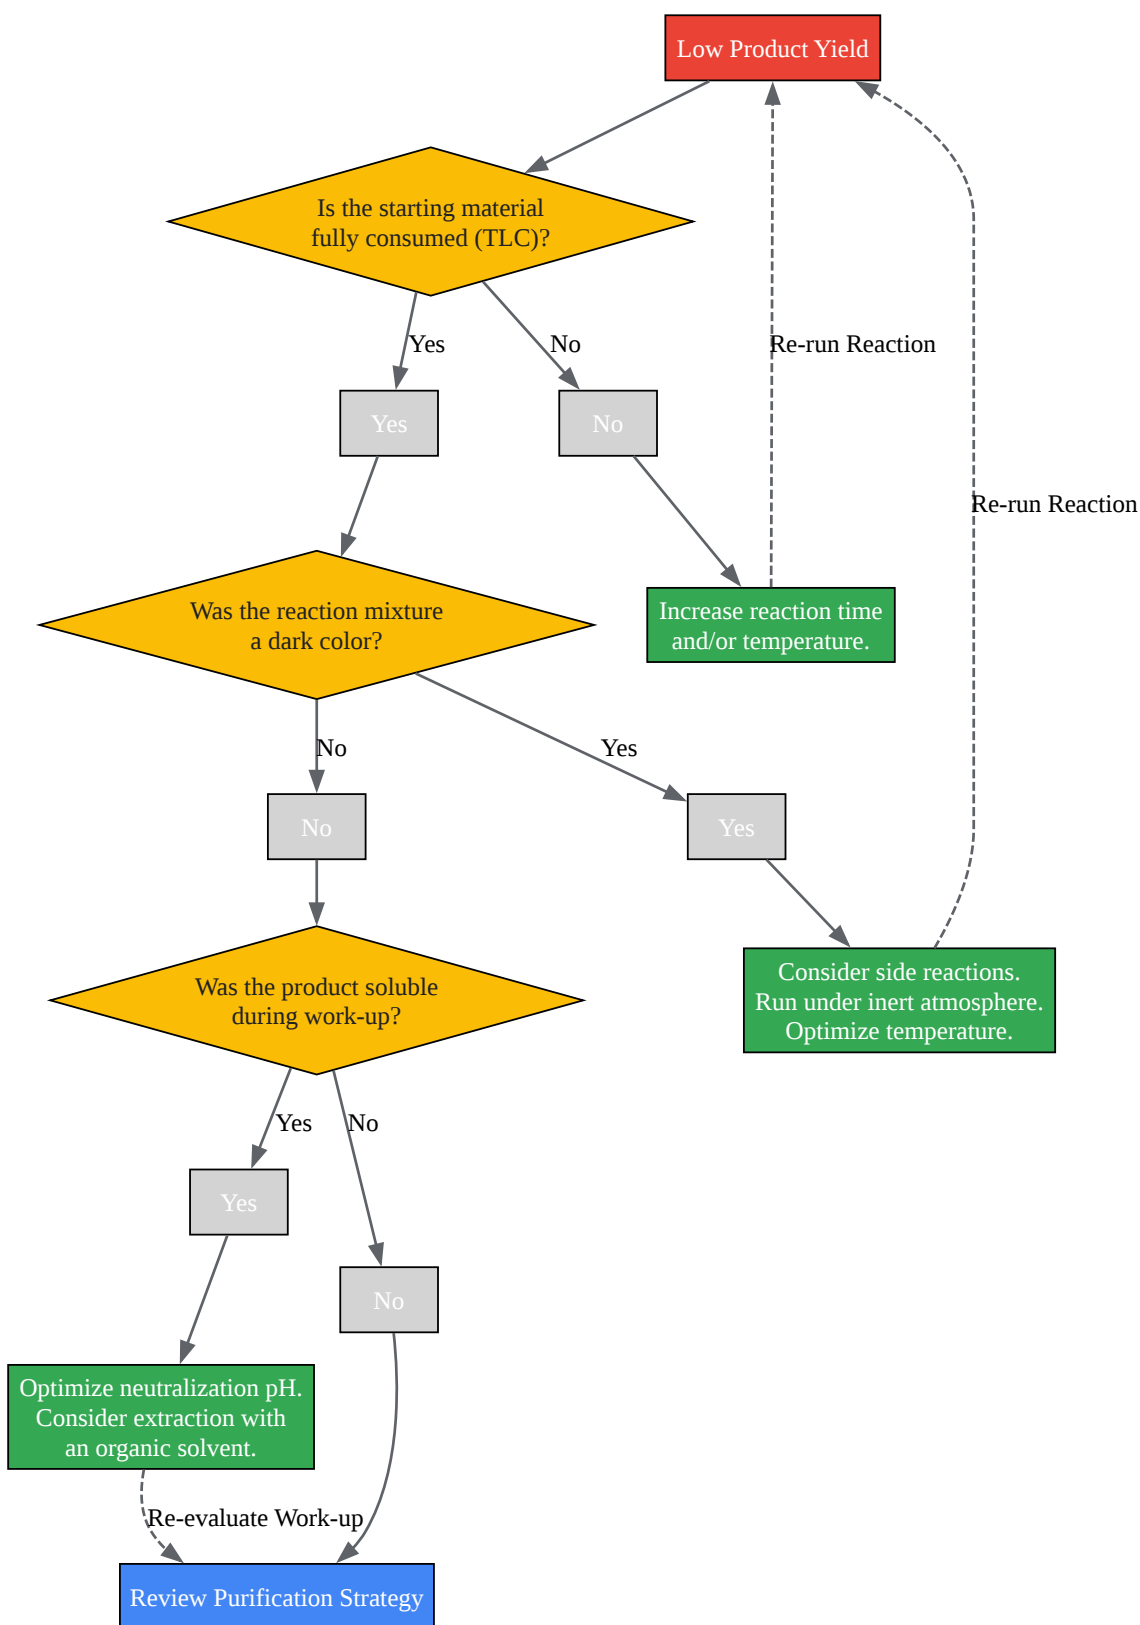 Low Product Yield
Is the starting material
fully consumed (TLC)?
Yes
No
Re-run Reaction
Yes
No
Re-run Reaction
Was the reaction mixture
a dark color?
Increase reaction time
and/or temperature.
No
Yes
No
Yes
Was the product soluble
during work-up?
Consider side reactions.
Run under inert atmosphere.
Optimize temperature.
Yes
No
Yes
No
Optimize neutralization pH.
Consider extraction with
an organic solvent.
Re-evaluate Work-up
Review Purification Strategy